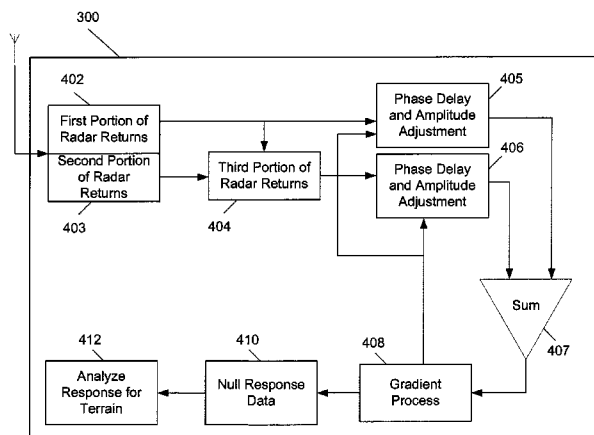 300
402
405
First Portion of
Radar Returns
Phase Delay
and Amplitude
Adjustment
406
Second Portion
of Radar
Returns
Third Portion of
Radar Returns
Phase Delay
and Amplitude
Adjustment
403
404
Sum
407
412
410
408
Analyze
Response for
Terrain
Null Response
Data
Gradient
Process